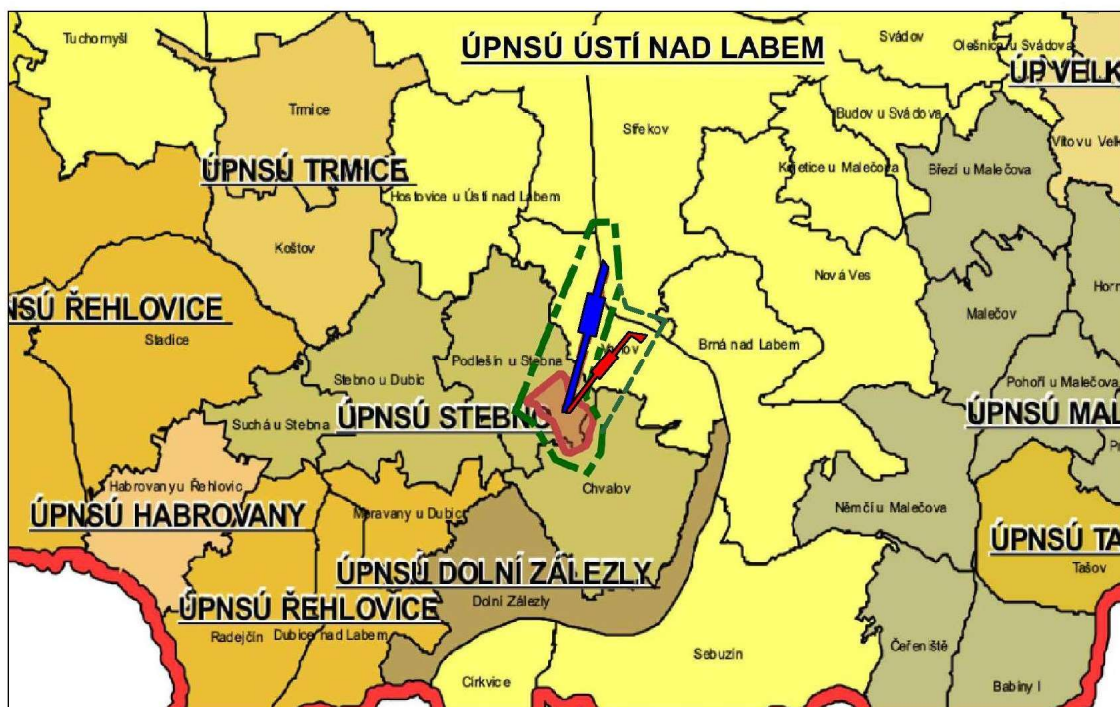 Tuchomyšl
ÚPNSÚ ÚSTÍ NAD LABEM
Svádov
Olešnice u Svádova
ÚP VELK
Trmice
Střekov
Budov u Svádova
Vítov u Velk
ÚPNSÚ TRMICE
Kojetice u Malečova
Březí u Malečova
Hostovice u Ústí nad Labem
Koštov
Nová Ves
Horn
NSÚ ŘEHLOVICE
Malečov
Stadice
Podlešín u Stebna
Brná nad Labem
Stebno u Dubic
Pohoří u Malečova
ÚPNSÚ STEBNO
ÚPNSÚ MAL
Suchá u Stebna
Habrovany u Řehlovic
Chvalov
Moravany u Dubic
Němčí u Malečova
ÚPNSÚ HABROVANY
ÚPNSÚ TA
Tašov
ÚPNSÚ DOLNÍ ZÁLEZLY
Dolní Zálezly
ÚPNSÚ ŘEHLOVICE
Radejčín
Dubice nad Labem
Čeřeniště
Sebuzín
Církvice
Babiny I